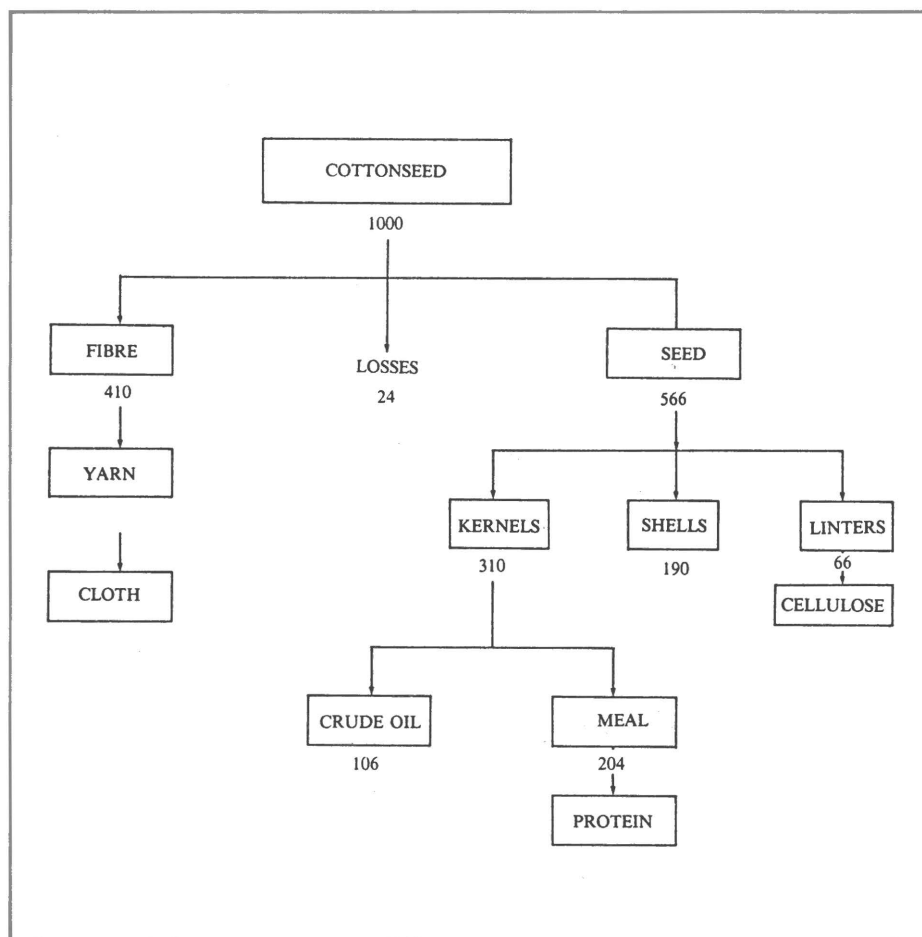 COTTONSEED
1000
FIBRE
LOSSES
SEED
410
24
566
YARN
KERNELS
SHELLS
LINTERS
310
190
66
CLOTH
CELLULOSE
CRUDE OIL
MEAL
106
204
PROTEIN